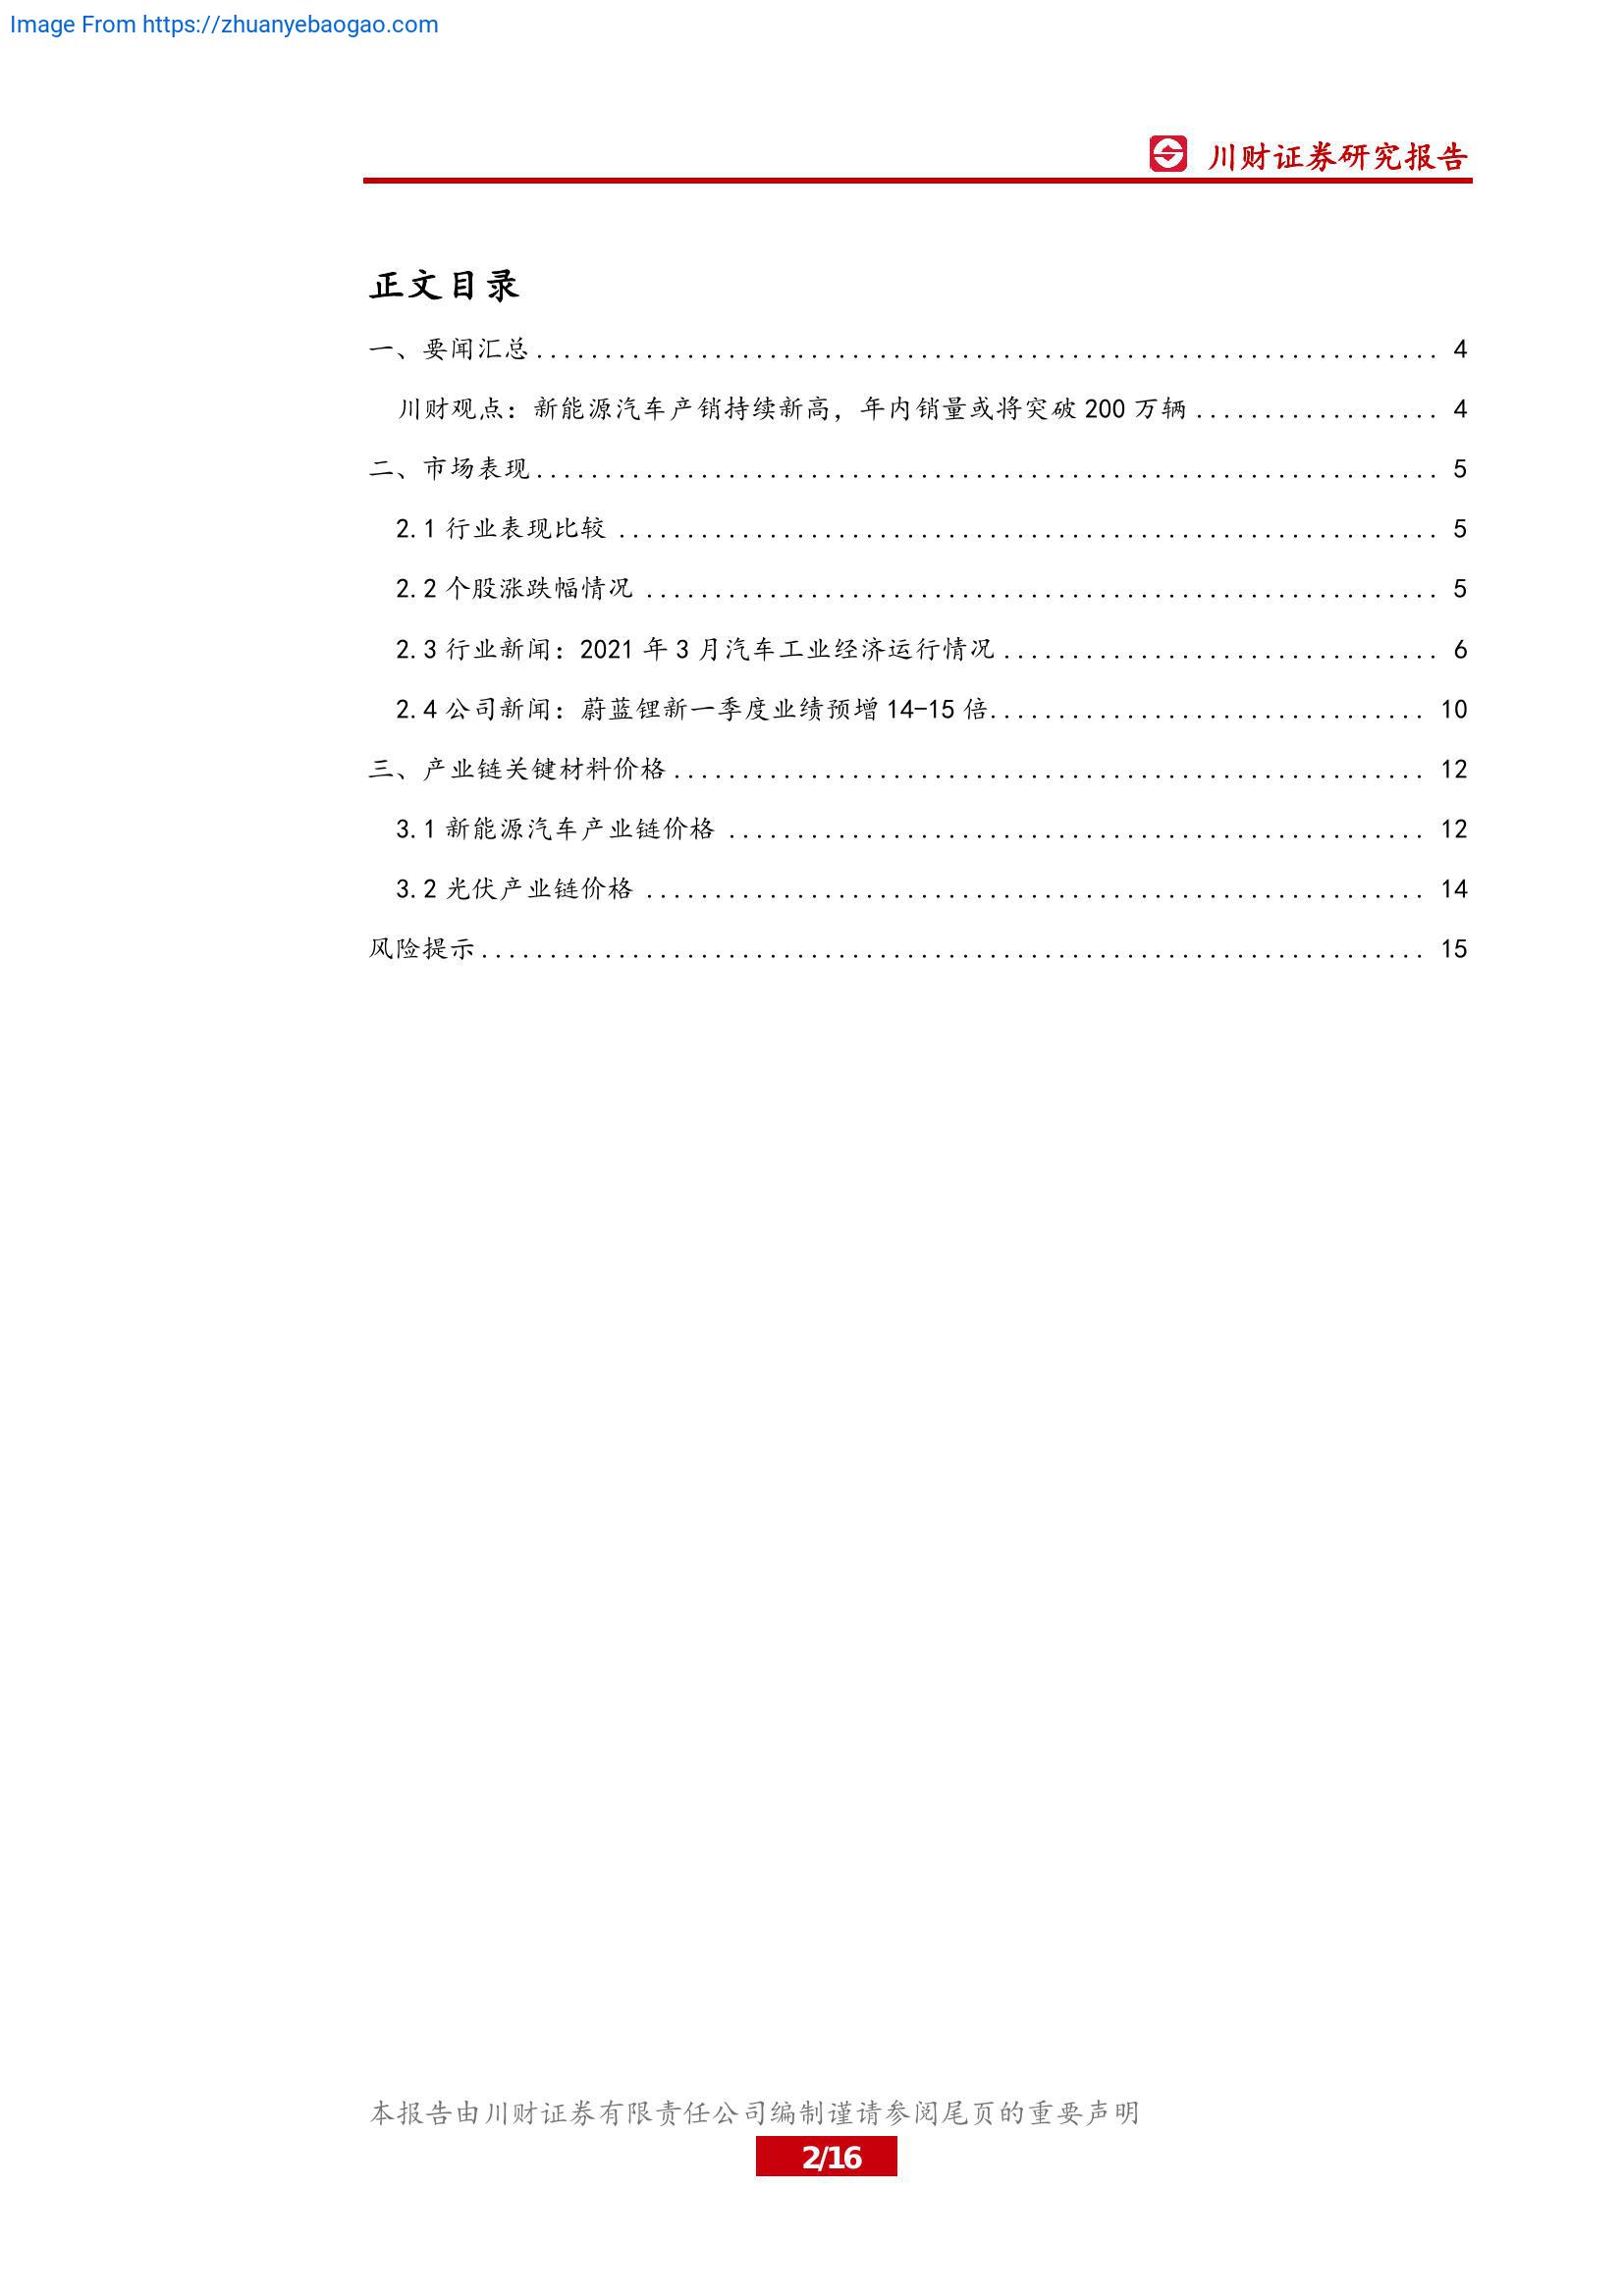 Image From https://zhuanyebaogao.com
川财证券研究报告
正文目录
一、要闻汇总.................................................................. 4
川财观点：新能源汽车产销持续新高，年内销量或将突破 200 万辆.................. 4
二、市场表现.................................................................. 5
2.1 行业表现比较 ............................................................ 5
2.2 个股涨跌幅情况 .......................................................... 5
2.3 行业新闻：2021 年 3 月汽车工业经济运行情况................................ 6
2.4 公司新闻：蔚蓝锂新一季度业绩预增 14-15 倍................................ 10
三、产业链关键材料价格....................................................... 12
3.1 新能源汽车产业链价格 ................................................... 12
3.2 光伏产业链价格 ......................................................... 14
风险提示..................................................................... 15
本报告由川财证券有限责任公司编制谨请参阅尾页的重要声明
2/16